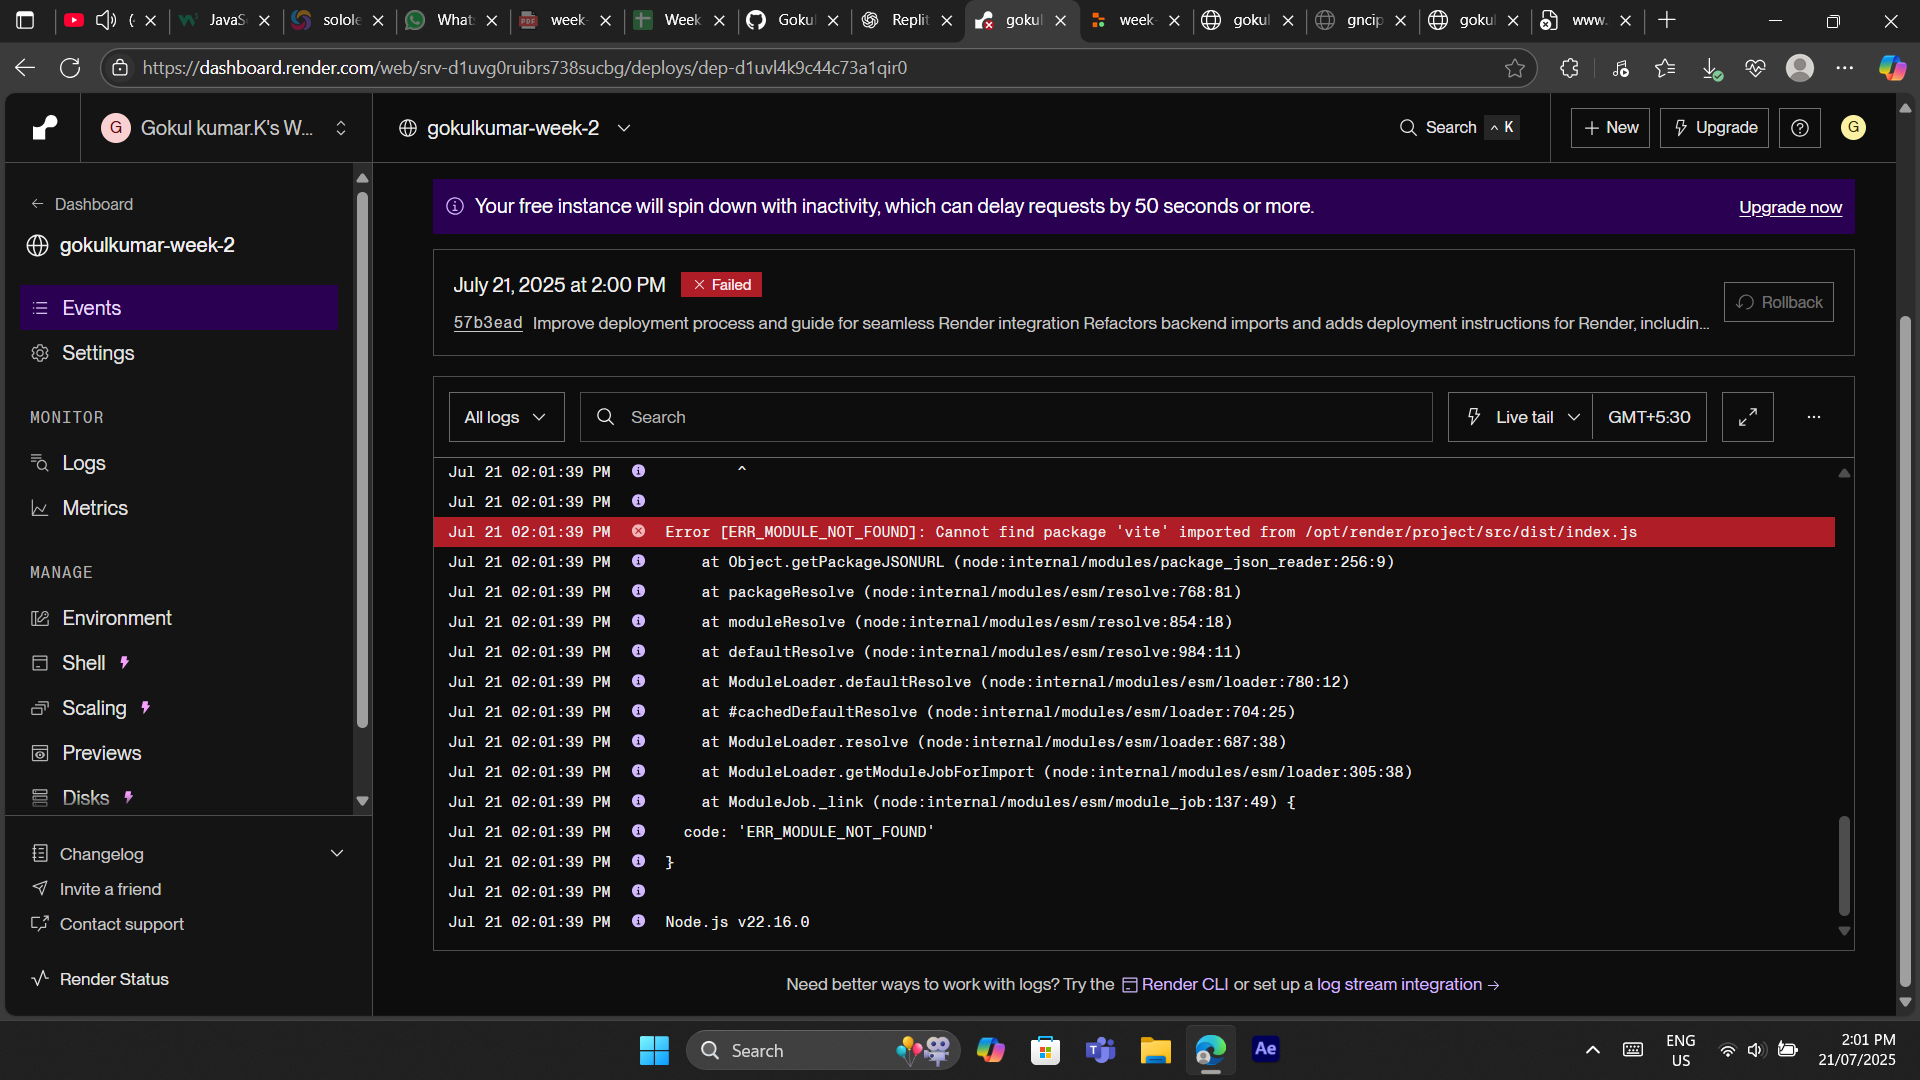 JavaS
solole
Whats
week-
Week
Gokul
Replit
gokul
week-
gokul
gncip
gokul
www.
https://dashboard.render.com/web/srv-d1uvg0ruibrs738sucbg/deploys/dep-d1uvl4k9c44c73a1qir0
G Gokul kumar.K's W...
gokulkumar-week-2
Search ^ K
+ New
Upgrade
G
← Dashboard
gokulkumar-week-2
Events
Settings
MONITOR
Logs
Metrics
MANAGE
Environment
Shell
Scaling
Previews
Disks
Changelog
Invite a friend
Contact support
Render Status
Your free instance will spin down with inactivity, which can delay requests by 50 seconds or more.
Upgrade now
July 21, 2025 at 2:00 PM
Failed
57b3ead Improve deployment process and guide for seamless Render integration Refactors backend imports and adds deployment instructions for Render, includin...
Rollback
All logs
Search
Live tail
GMT+5:30
...
Jul 21 02:01:39 PM ^
Jul 21 02:01:39 PM
Jul 21 02:01:39 PM Error [ERR_MODULE_NOT_FOUND]: Cannot find package 'vite' imported from /opt/render/project/src/dist/index.js
Jul 21 02:01:39 PM at Object.getPackageJSONURL (node:internal/modules/package_json_reader:256:9)
Jul 21 02:01:39 PM at packageResolve (node:internal/modules/esm/resolve:768:81)
Jul 21 02:01:39 PM at moduleResolve (node:internal/modules/esm/resolve:854:18)
Jul 21 02:01:39 PM at defaultResolve (node:internal/modules/esm/resolve:984:11)
Jul 21 02:01:39 PM at ModuleLoader.defaultResolve (node:internal/modules/esm/loader:780:12)
Jul 21 02:01:39 PM at #cachedDefaultResolve (node:internal/modules/esm/loader:704:25)
Jul 21 02:01:39 PM at ModuleLoader.resolve (node:internal/modules/esm/loader:687:38)
Jul 21 02:01:39 PM at ModuleLoader.getModuleJobForImport (node:internal/modules/esm/loader:305:38)
Jul 21 02:01:39 PM at ModuleJob._link (node:internal/modules/esm/module_job:137:49) {
Jul 21 02:01:39 PM code: 'ERR_MODULE_NOT_FOUND'
Jul 21 02:01:39 PM }
Jul 21 02:01:39 PM
Jul 21 02:01:39 PM Node.js v22.16.0
Need better ways to work with logs? Try the Render CLI or set up a log stream integration →
Search
Ae
ENG
US
2:01 PM
21/07/2025